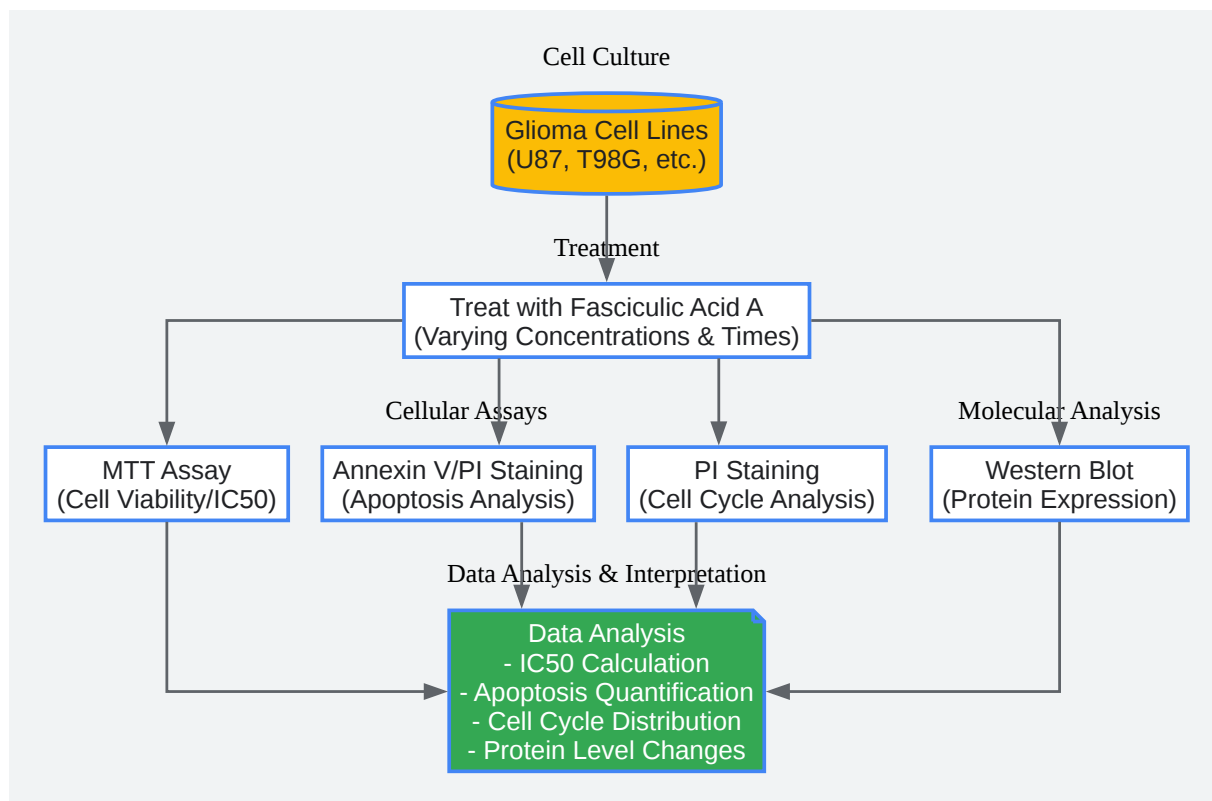 Cell Culture
Glioma Cell Lines
(U87, T98G, etc.)
Treatment
Treat with Fasciculic Acid A
(Varying Concentrations & Times)
Cellular Assays
Molecular Analysis
MTT Assay
(Cell Viability/IC50)
Annexin V/PI Staining
(Apoptosis Analysis)
PI Staining
(Cell Cycle Analysis)
Western Blot
(Protein Expression)
Data Analysis & Interpretation
Data Analysis
- IC50 Calculation
- Apoptosis Quantification
- Cell Cycle Distribution
- Protein Level Changes